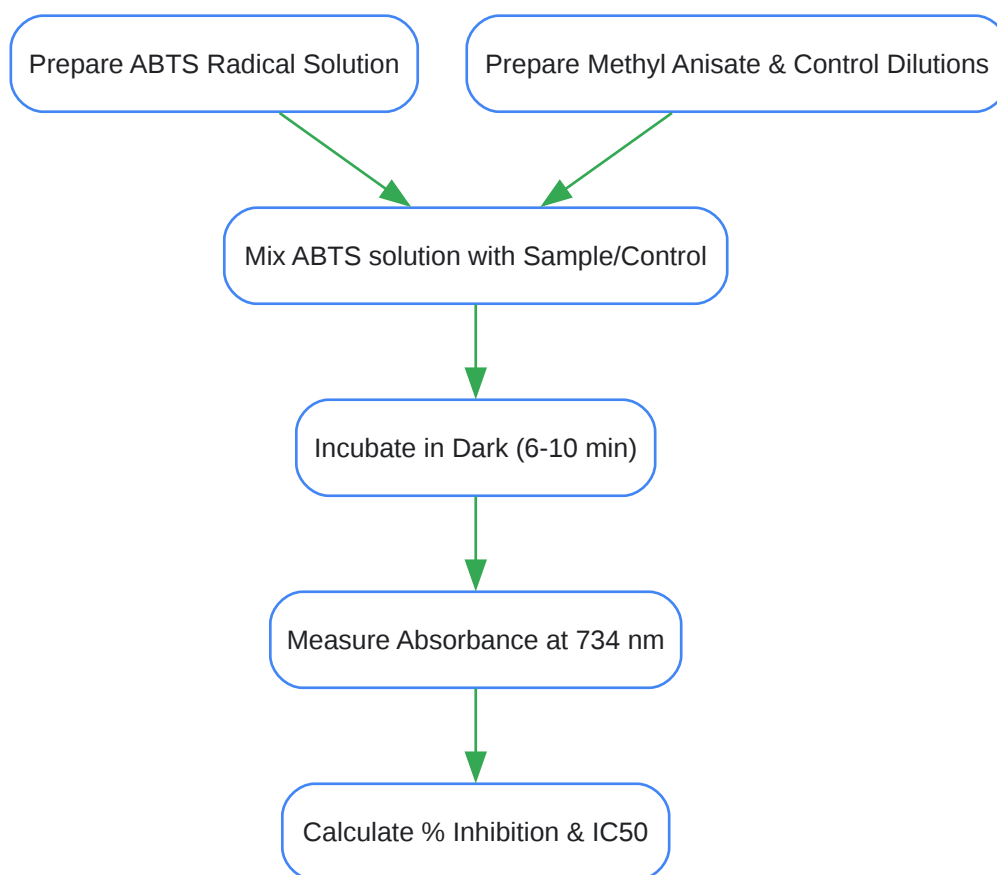 Prepare ABTS Radical Solution
Prepare Methyl Anisate & Control Dilutions
Mix ABTS solution with Sample/Control
Incubate in Dark (6-10 min)
Measure Absorbance at 734 nm
Calculate % Inhibition & IC50